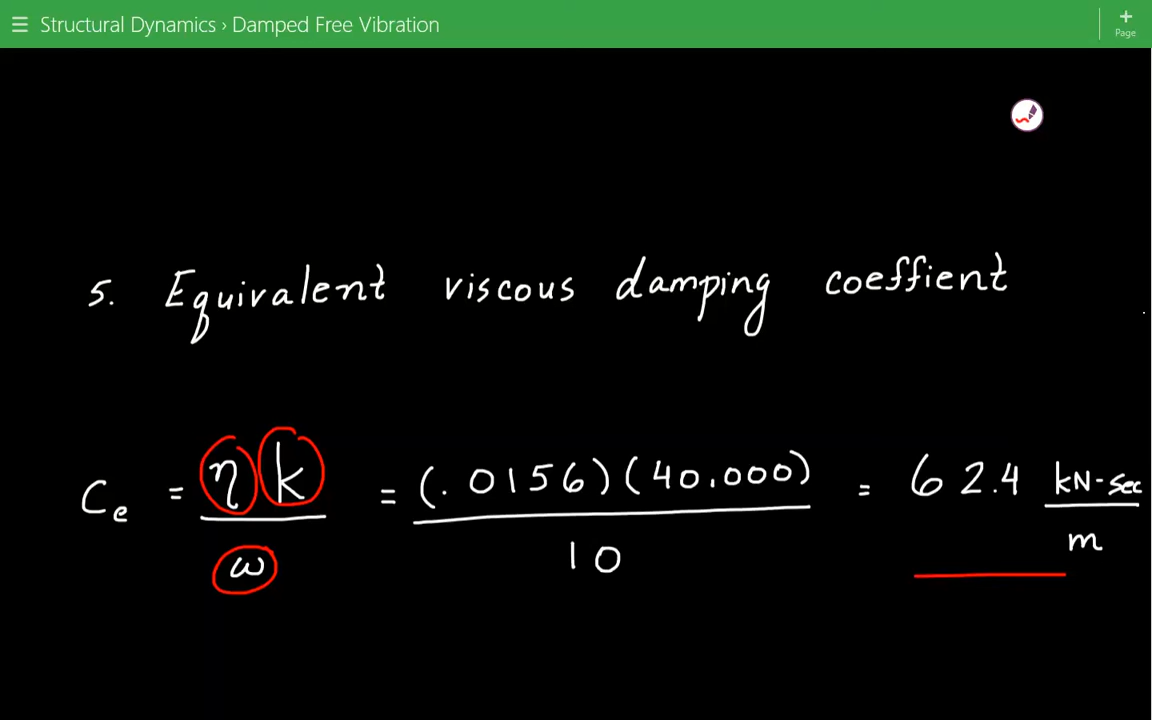 ☰ Structural Dynamics › Damped Free Vibration
+
Page
5. Equivalent viscous damping coeffient
Ce = ηk / ω = (.0156)(40.000) / 10 = 62.4 kN-sec / m